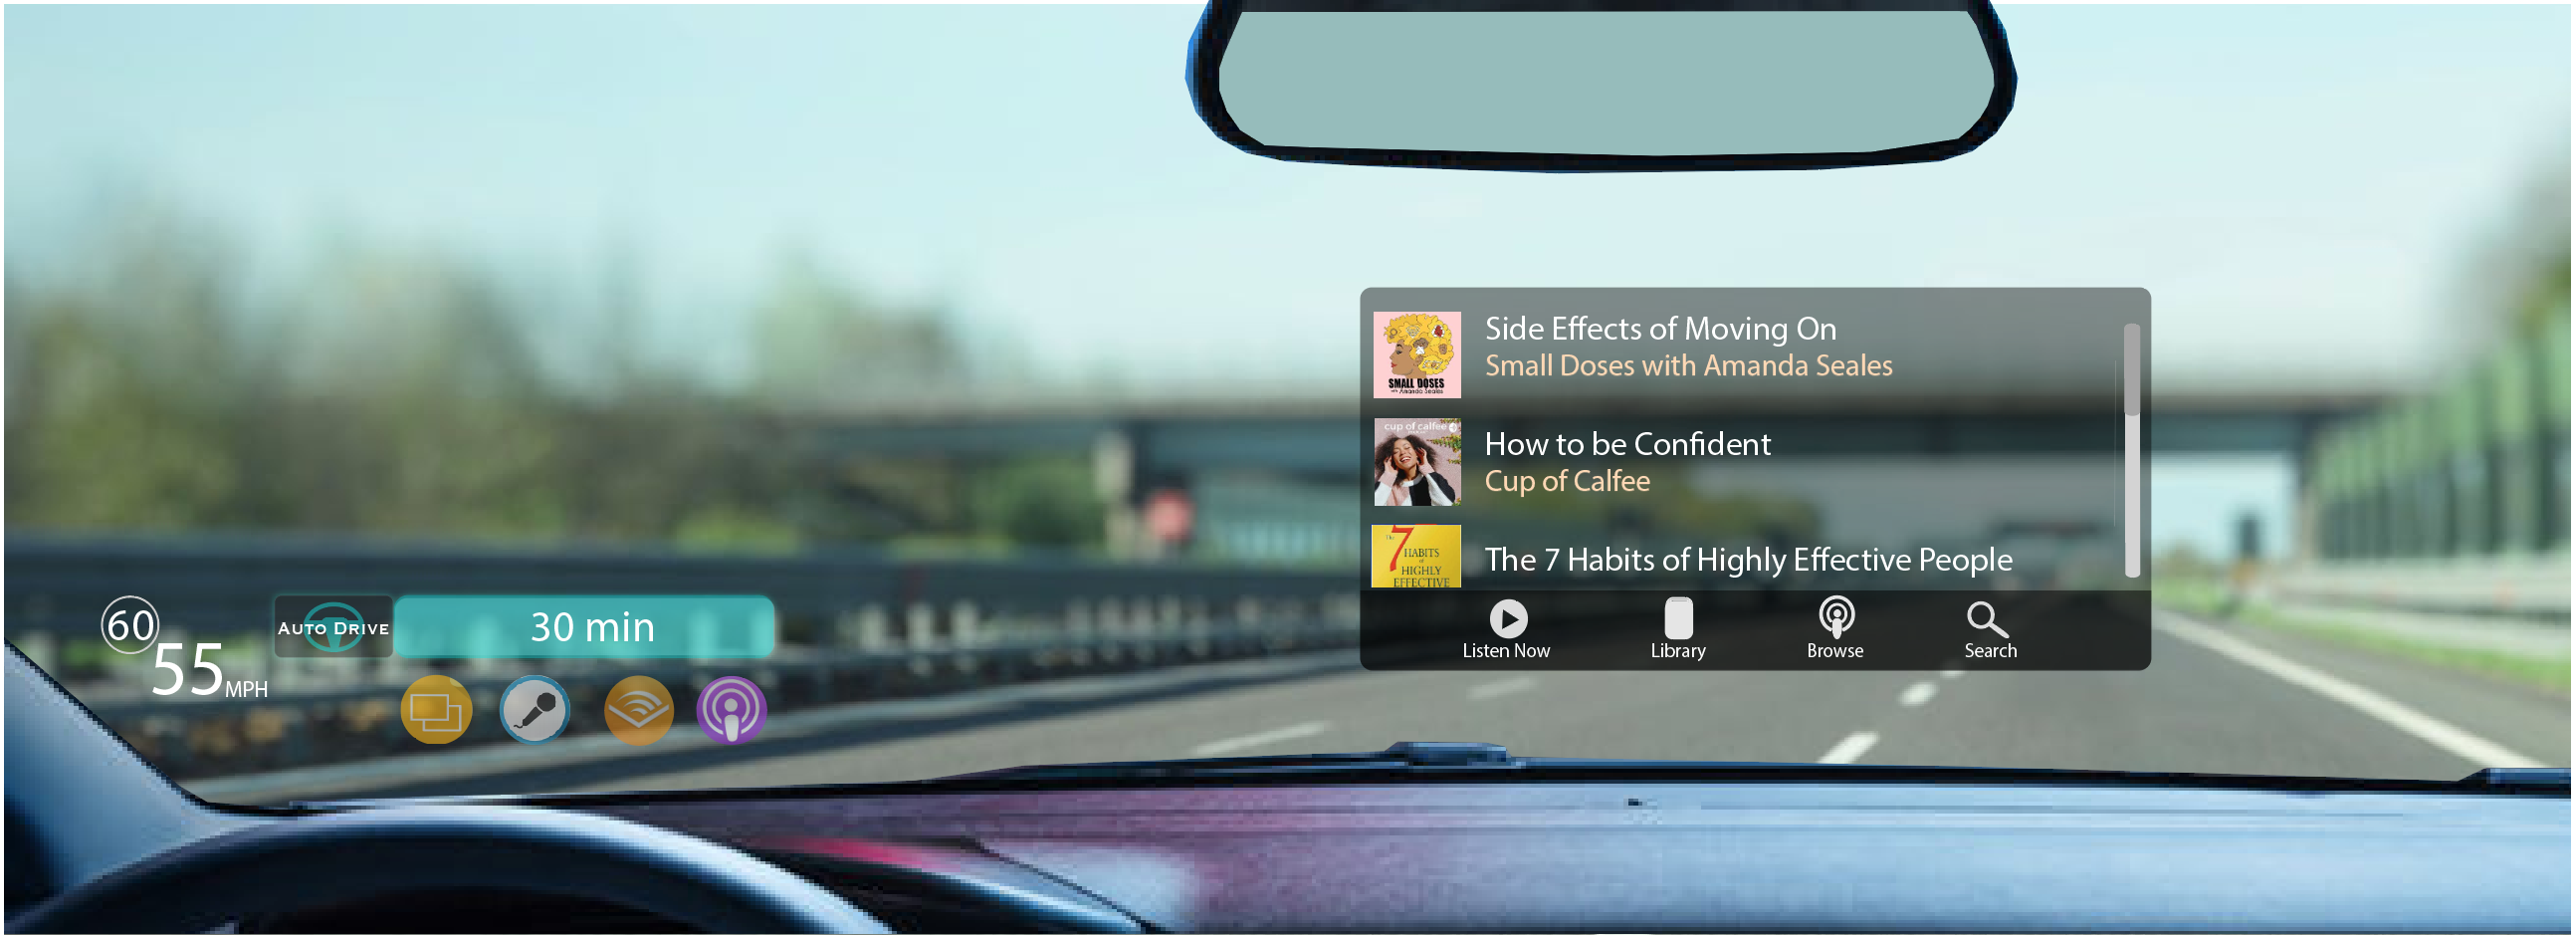 Side Effects of Moving On
Small Doses with Amanda Seales
SMALL DOSES
with Amanda Seales
cup of calfee
How to be Confident
Cup of Calfee
The
7
HABITS
of
HIGHLY
EFFECTIVE
The 7 Habits of Highly Effective People
Listen Now
Library
Browse
Search
60
55 MPH
AUTO DRIVE
30 min